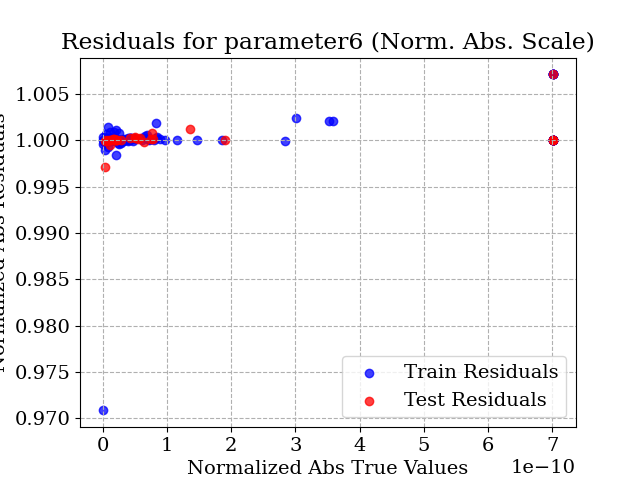 Residuals for parameter6 (Norm. Abs. Scale)
Normalized Abs Residuals
1.005
1.000
0.995
0.990
0.985
0.980
0.975
0.970
Train Residuals
Test Residuals
0 1 2 3 4 5 6 7
1e−10
Normalized Abs True Values